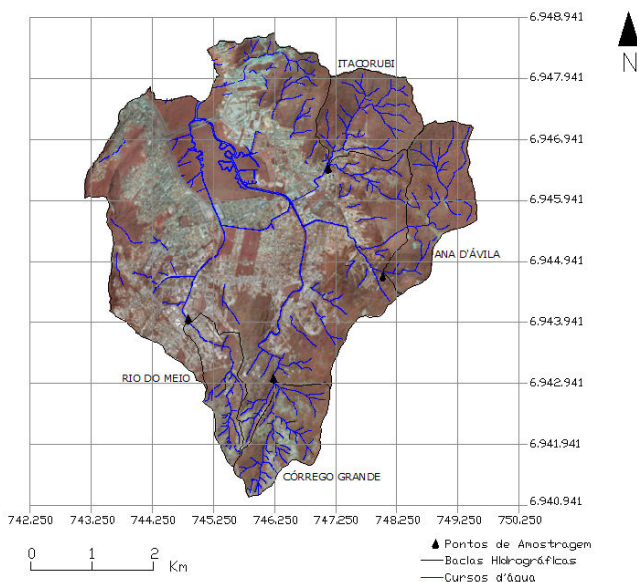 6.948.941
N
ITACORUBI
6.947.941
6.946.941
6.945.941
ANA D'ÁVILA
6.944.941
6.943.941
RIO DO MEIO
6.942.941
6.941.941
CÓRREGO GRANDE
6.940.941
742.250 743.250 744.250 745.250 746.250 747.250 748.250 749.250 750.250
0 1 2
Km
Pontos de Amostragem
Bacias Hidrográficas
Cursos d'água